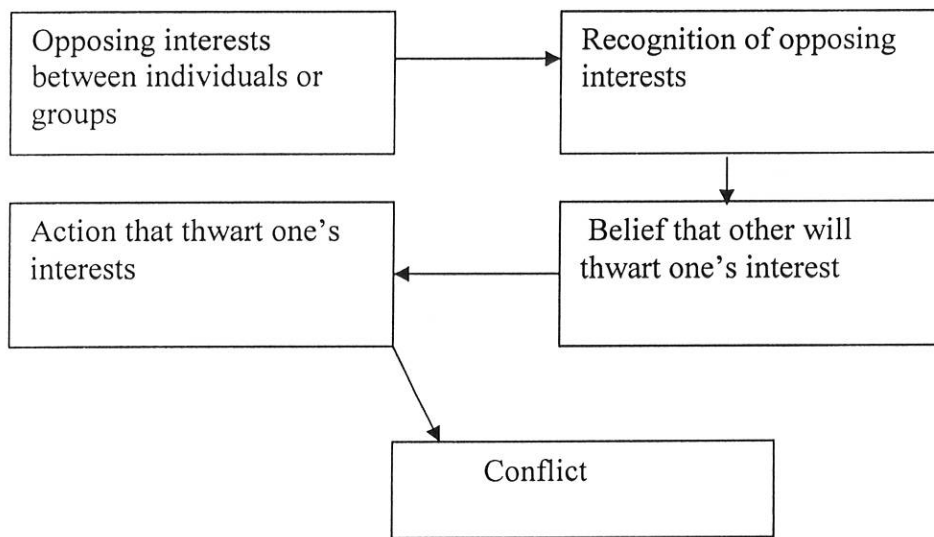 Opposing interests
between individuals or
groups
Recognition of opposing
interests
Action that thwart one's
interests
Belief that other will
thwart one's interest
Conflict